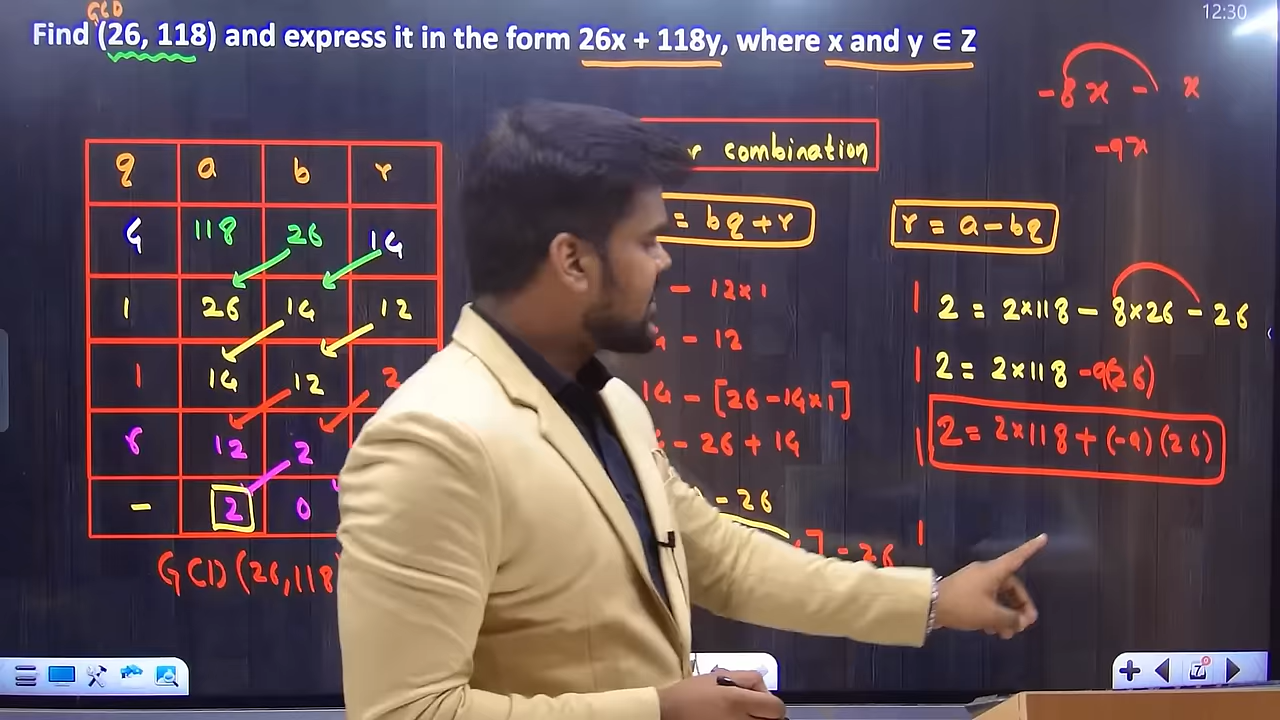 12:30
GCD
Find (26, 118) and express it in the form 26x + 118y, where x and y ∈ Z
-8x - x
-9x
r combination
q a b r
4 118 26 14
1 26 14 12
1 14 12 2
6 12 2
- 2 0
GCD (26,118
= bq + r
- 12×1
- 12
14 - [26-14×1]
- 26 + 14
- 26
] - 26
r = a - bq
2 = 2×118 - 8×26 - 26
2 = 2×118 -9(26)
2 = 2×118 + (-9)(26)
7